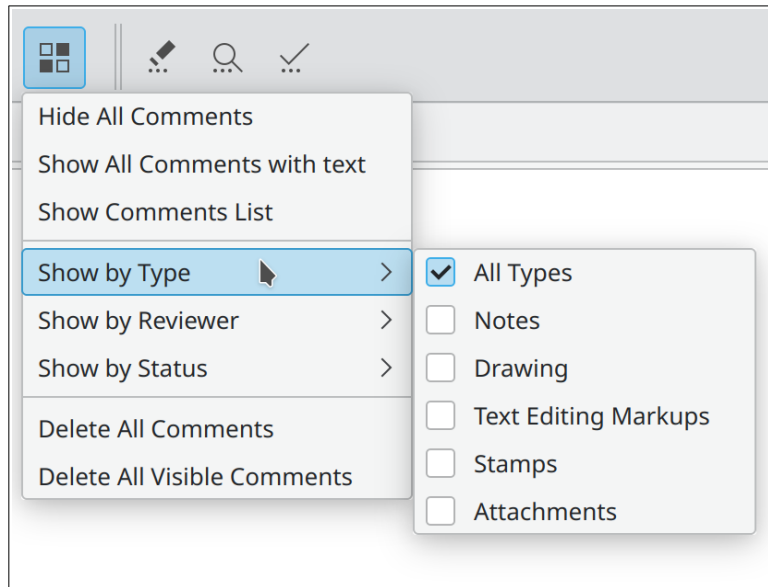 Hide All Comments
Show All Comments with text
Show Comments List
Show by Type
Show by Reviewer
Show by Status
Delete All Comments
Delete All Visible Comments
All Types
Notes
Drawing
Text Editing Markups
Stamps
Attachments